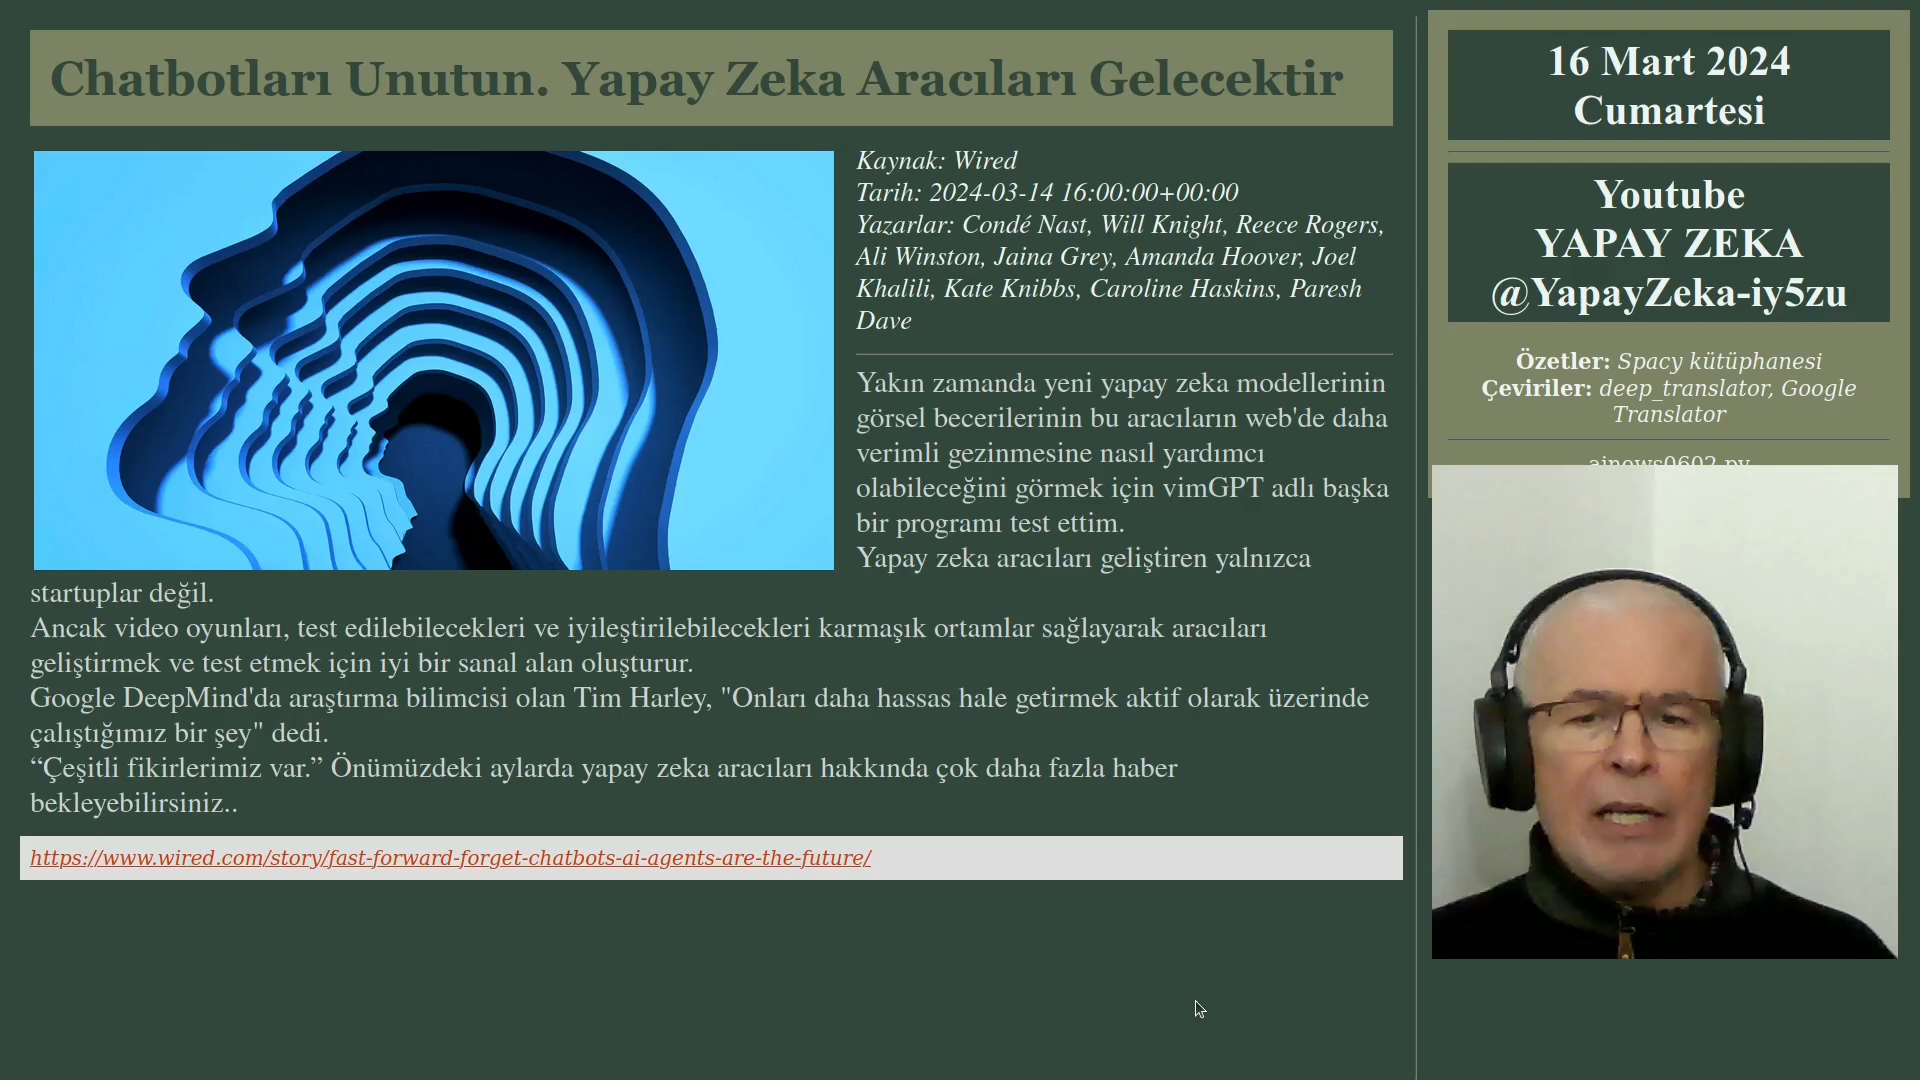 Chatbotları Unutun. Yapay Zeka Aracıları Gelecektir
Kaynak: Wired
Tarih: 2024-03-14 16:00:00+00:00
Yazarlar: Condé Nast, Will Knight, Reece Rogers,
Ali Winston, Jaina Grey, Amanda Hoover, Joel
Khalili, Kate Knibbs, Caroline Haskins, Paresh
Dave
Yakın zamanda yeni yapay zeka modellerinin
görsel becerilerinin bu aracıların web'de daha
verimli gezinmesine nasıl yardımcı
olabileceğini görmek için vimGPT adlı başka
bir programı test ettim.
Yapay zeka aracıları geliştiren yalnızca
startuplar değil.
Ancak video oyunları, test edilebilecekleri ve iyileştirilebilecekleri karmaşık ortamlar sağlayarak aracıları
geliştirmek ve test etmek için iyi bir sanal alan oluşturur.
Google DeepMind'da araştırma bilimcisi olan Tim Harley, "Onları daha hassas hale getirmek aktif olarak üzerinde
çalıştığımız bir şey" dedi.
“Çeşitli fikirlerimiz var.” Önümüzdeki aylarda yapay zeka aracıları hakkında çok daha fazla haber
bekleyebilirsiniz..
https://www.wired.com/story/fast-forward-forget-chatbots-ai-agents-are-the-future/
16 Mart 2024
Cumartesi
Youtube
YAPAY ZEKA
@YapayZeka-iy5zu
Özetler: Spacy kütüphanesi
Çeviriler: deep_translator, Google
Translator
ainews0602.py